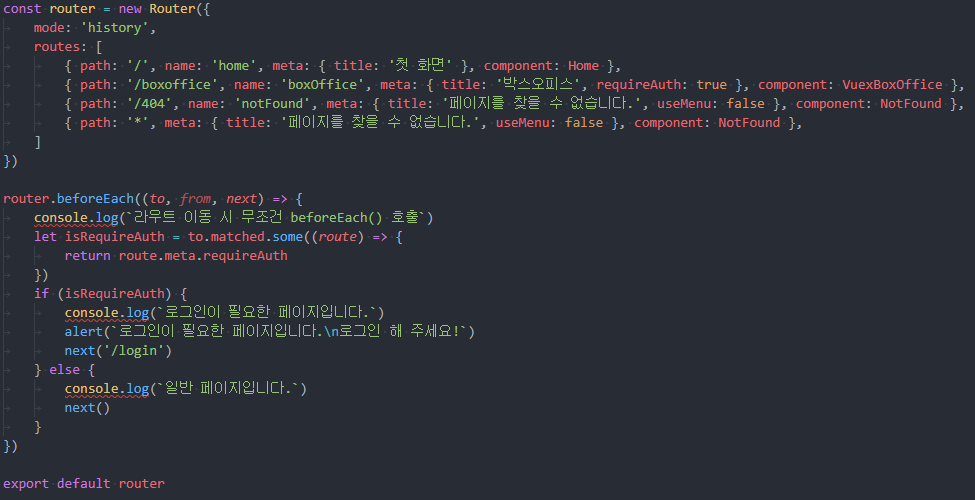 const router = new Router({
mode: 'history',
routes: [
{ path: '/', name: 'home', meta: { title: '첫 화면' }, component: Home },
{ path: '/boxoffice', name: 'boxOffice', meta: { title: '박스오피스', requireAuth: true }, component: VuexBoxOffice },
{ path: '/404', name: 'notFound', meta: { title: '페이지를 찾을 수 없습니다.', useMenu: false }, component: NotFound },
{ path: '*', meta: { title: '페이지를 찾을 수 없습니다.', useMenu: false }, component: NotFound },
]
})
router.beforeEach((to, from, next) => {
console.log(`라우트 이동 시 무조건 beforeEach() 호출`)
let isRequireAuth = to.matched.some((route) => {
return route.meta.requireAuth
})
if (isRequireAuth) {
console.log(`로그인이 필요한 페이지입니다.`)
alert(`로그인이 필요한 페이지입니다.\n로그인 해 주세요!`)
next('/login')
} else {
console.log(`일반 페이지입니다.`)
next()
}
})
export default router